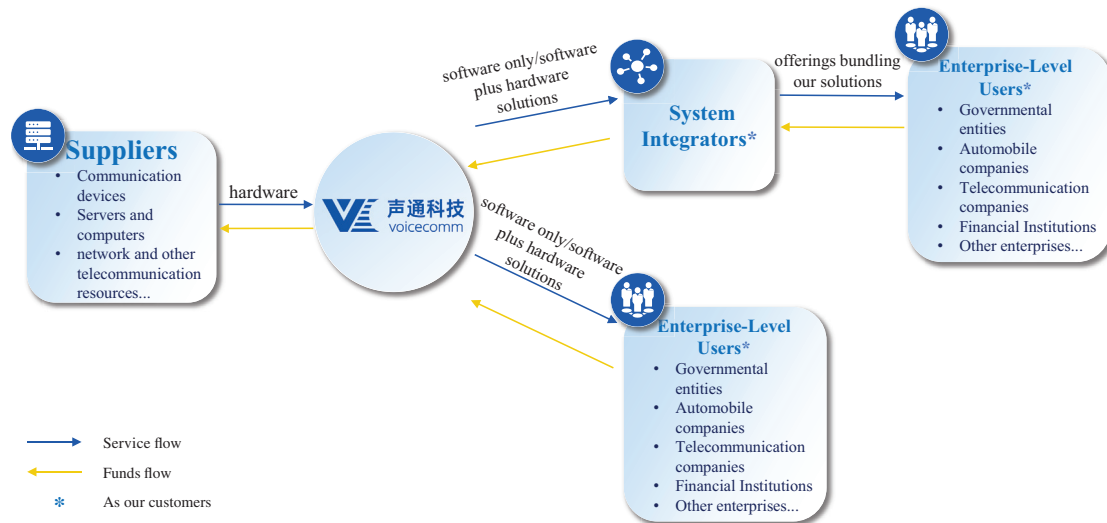 Suppliers
• Communication
devices
• Servers and
computers
• network and other
telecommunication
resources...
hardware
声通科技
voicecomm
software only/software
plus hardware
solutions
System
Integrators*
offerings bundling
our solutions
Enterprise-Level
Users*
• Governmental
entities
• Automobile
companies
• Telecommunication
companies
• Financial Institutions
• Other enterprises...
software only/software
plus hardware
solutions
Enterprise-Level
Users*
• Governmental
entities
• Automobile
companies
• Telecommunication
companies
• Financial Institutions
• Other enterprises...
Service flow
Funds flow
* As our customers